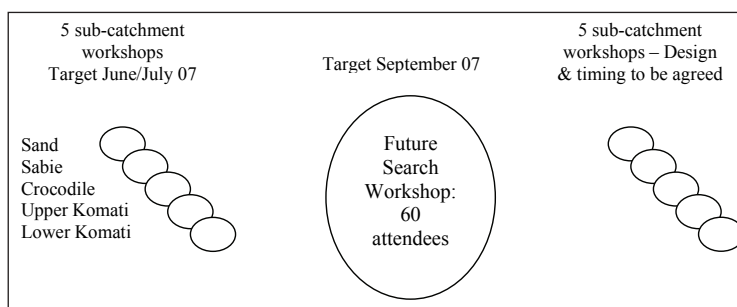 5 sub-catchment
workshops
Target June/July 07
Sand
Sabie
Crocodile
Upper Komati
Lower Komati
Target September 07
Future
Search
Workshop:
60
attendees
5 sub-catchment
workshops – Design
& timing to be agreed